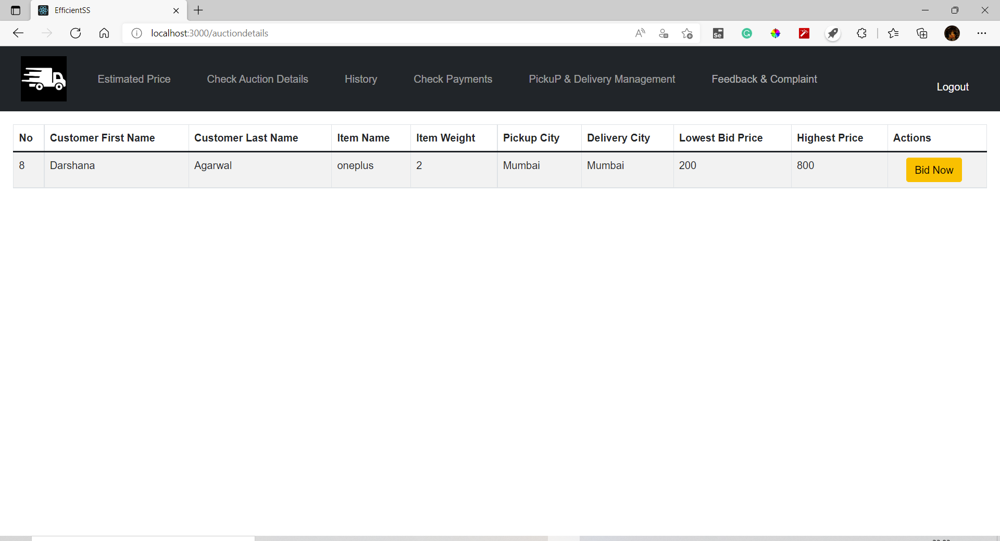 EfficientSS
localhost:3000/auctiondetails
Estimated Price Check Auction Details History Check Payments PickuP & Delivery Management Feedback & Complaint Logout
No Customer First Name Customer Last Name Item Name Item Weight Pickup City Delivery City Lowest Bid Price Highest Price Actions
8 Darshana Agarwal oneplus 2 Mumbai Mumbai 200 800 Bid Now